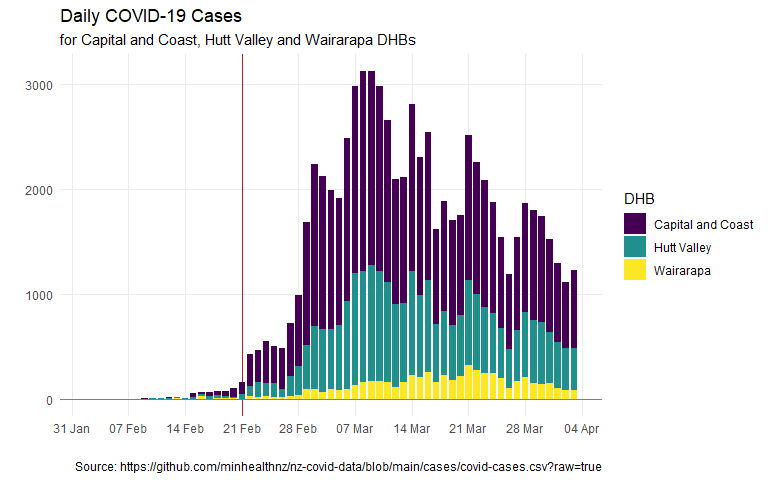 Daily COVID-19 Cases
for Capital and Coast, Hutt Valley and Wairarapa DHBs
3000
2000
1000
0
31 Jan 07 Feb 14 Feb 21 Feb 28 Feb 07 Mar 14 Mar 21 Mar 28 Mar 04 Apr
DHB
Capital and Coast
Hutt Valley
Wairarapa
Source: https://github.com/minhealthnz/nz-covid-data/blob/main/cases/covid-cases.csv?raw=true